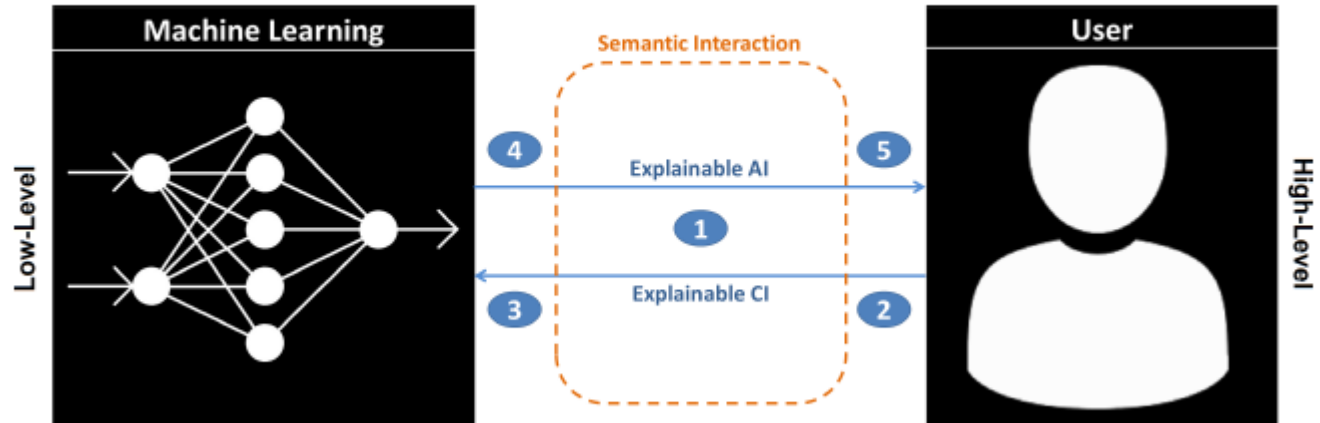 Machine Learning
Semantic Interaction
User
Low-Level
4
5
Explainable AI
1
Explainable CI
3
2
High-Level